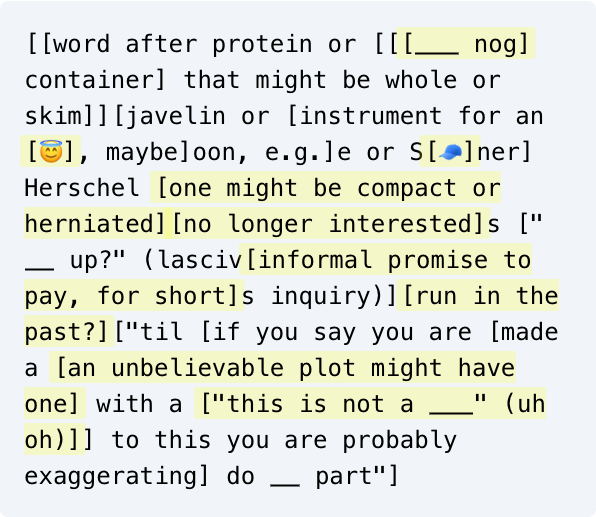 [[word after protein or [[[___ nog]
container] that might be whole or
skim]][javelin or [instrument for an
[😇], maybe]oon, e.g.]e or S[🧢]ner]
Herschel [one might be compact or
herniated][no longer interested]s ["
__ up?" (lasciv[informal promise to
pay, for short]s inquiry)][run in the
past?]["til [if you say you are [made
a [an unbelievable plot might have
one] with a ["this is not a ___" (uh
oh)]] to this you are probably
exaggerating] do __ part"]